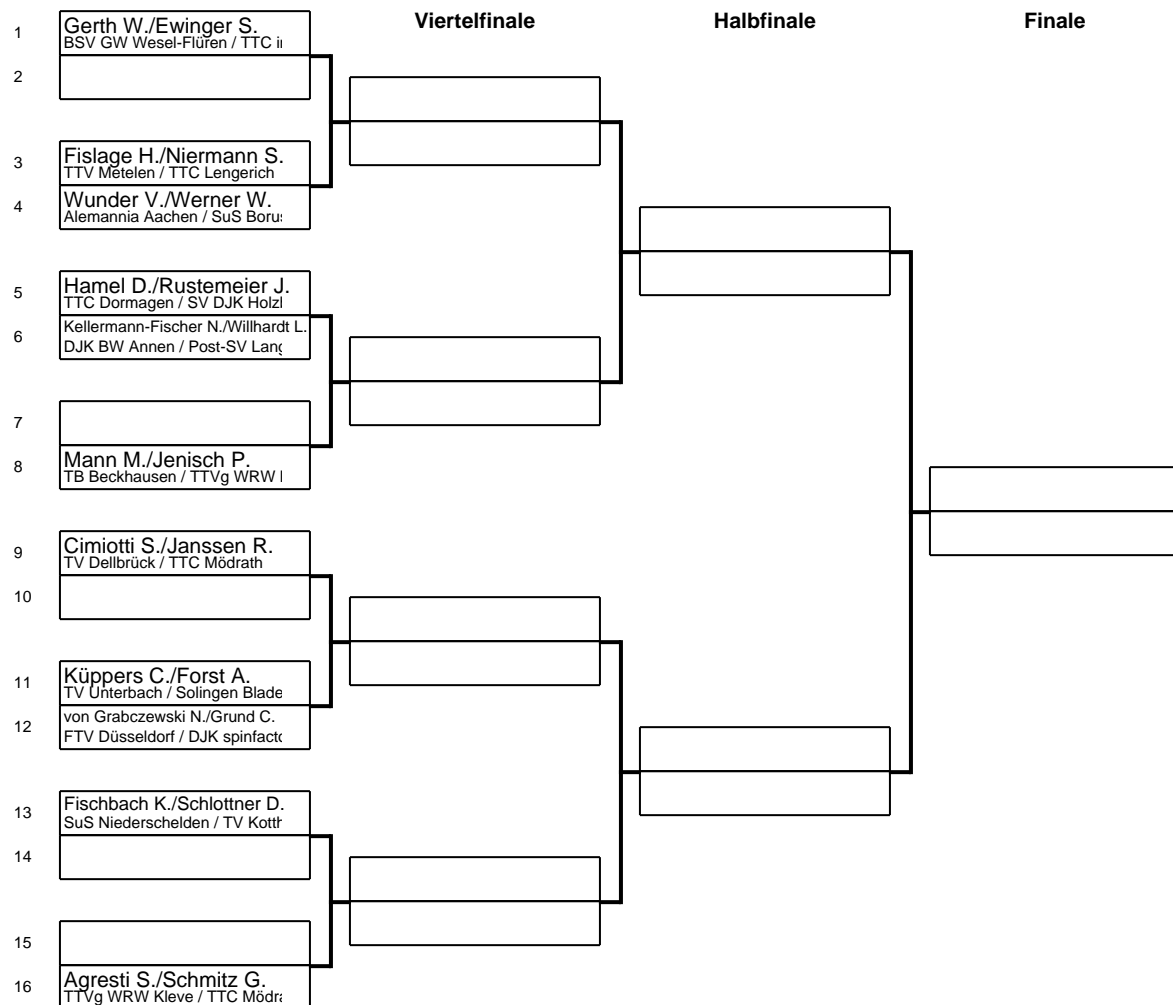 Viertelfinale Halbfinale Finale
1 Gerth W./Ewinger S.
BSV GW Wesel-Flüren / TTC
2
3 Fislage H./Niermann S.
TTV Metelen / TTC Lengerich
4 Wunder V./Werner W.
Alemannia Aachen / SuS
5 Hamel D./Rustemeier J.
TTC Dormagen / SV DJK
6 Kellermann-Fischer N./Willhardt L.
DJK BW Annen / Post-SV
7
8 Mann M./Jenisch P.
TB Beckhausen / TTVg WRW
9 Cimiotti S./Janssen R.
TV Dellbrück / TTC Mödrath
10
11 Küppers C./Forst A.
TV Unterbach / Solingen Blade
12 von Grabczewski N./Grund C.
FTV Düsseldorf / DJK
13 Fischbach K./Schlottner D.
SuS Niederschelden / TV
14
15
16 Agresti S./Schmitz G.
TTVg WRW Kleve / TTC